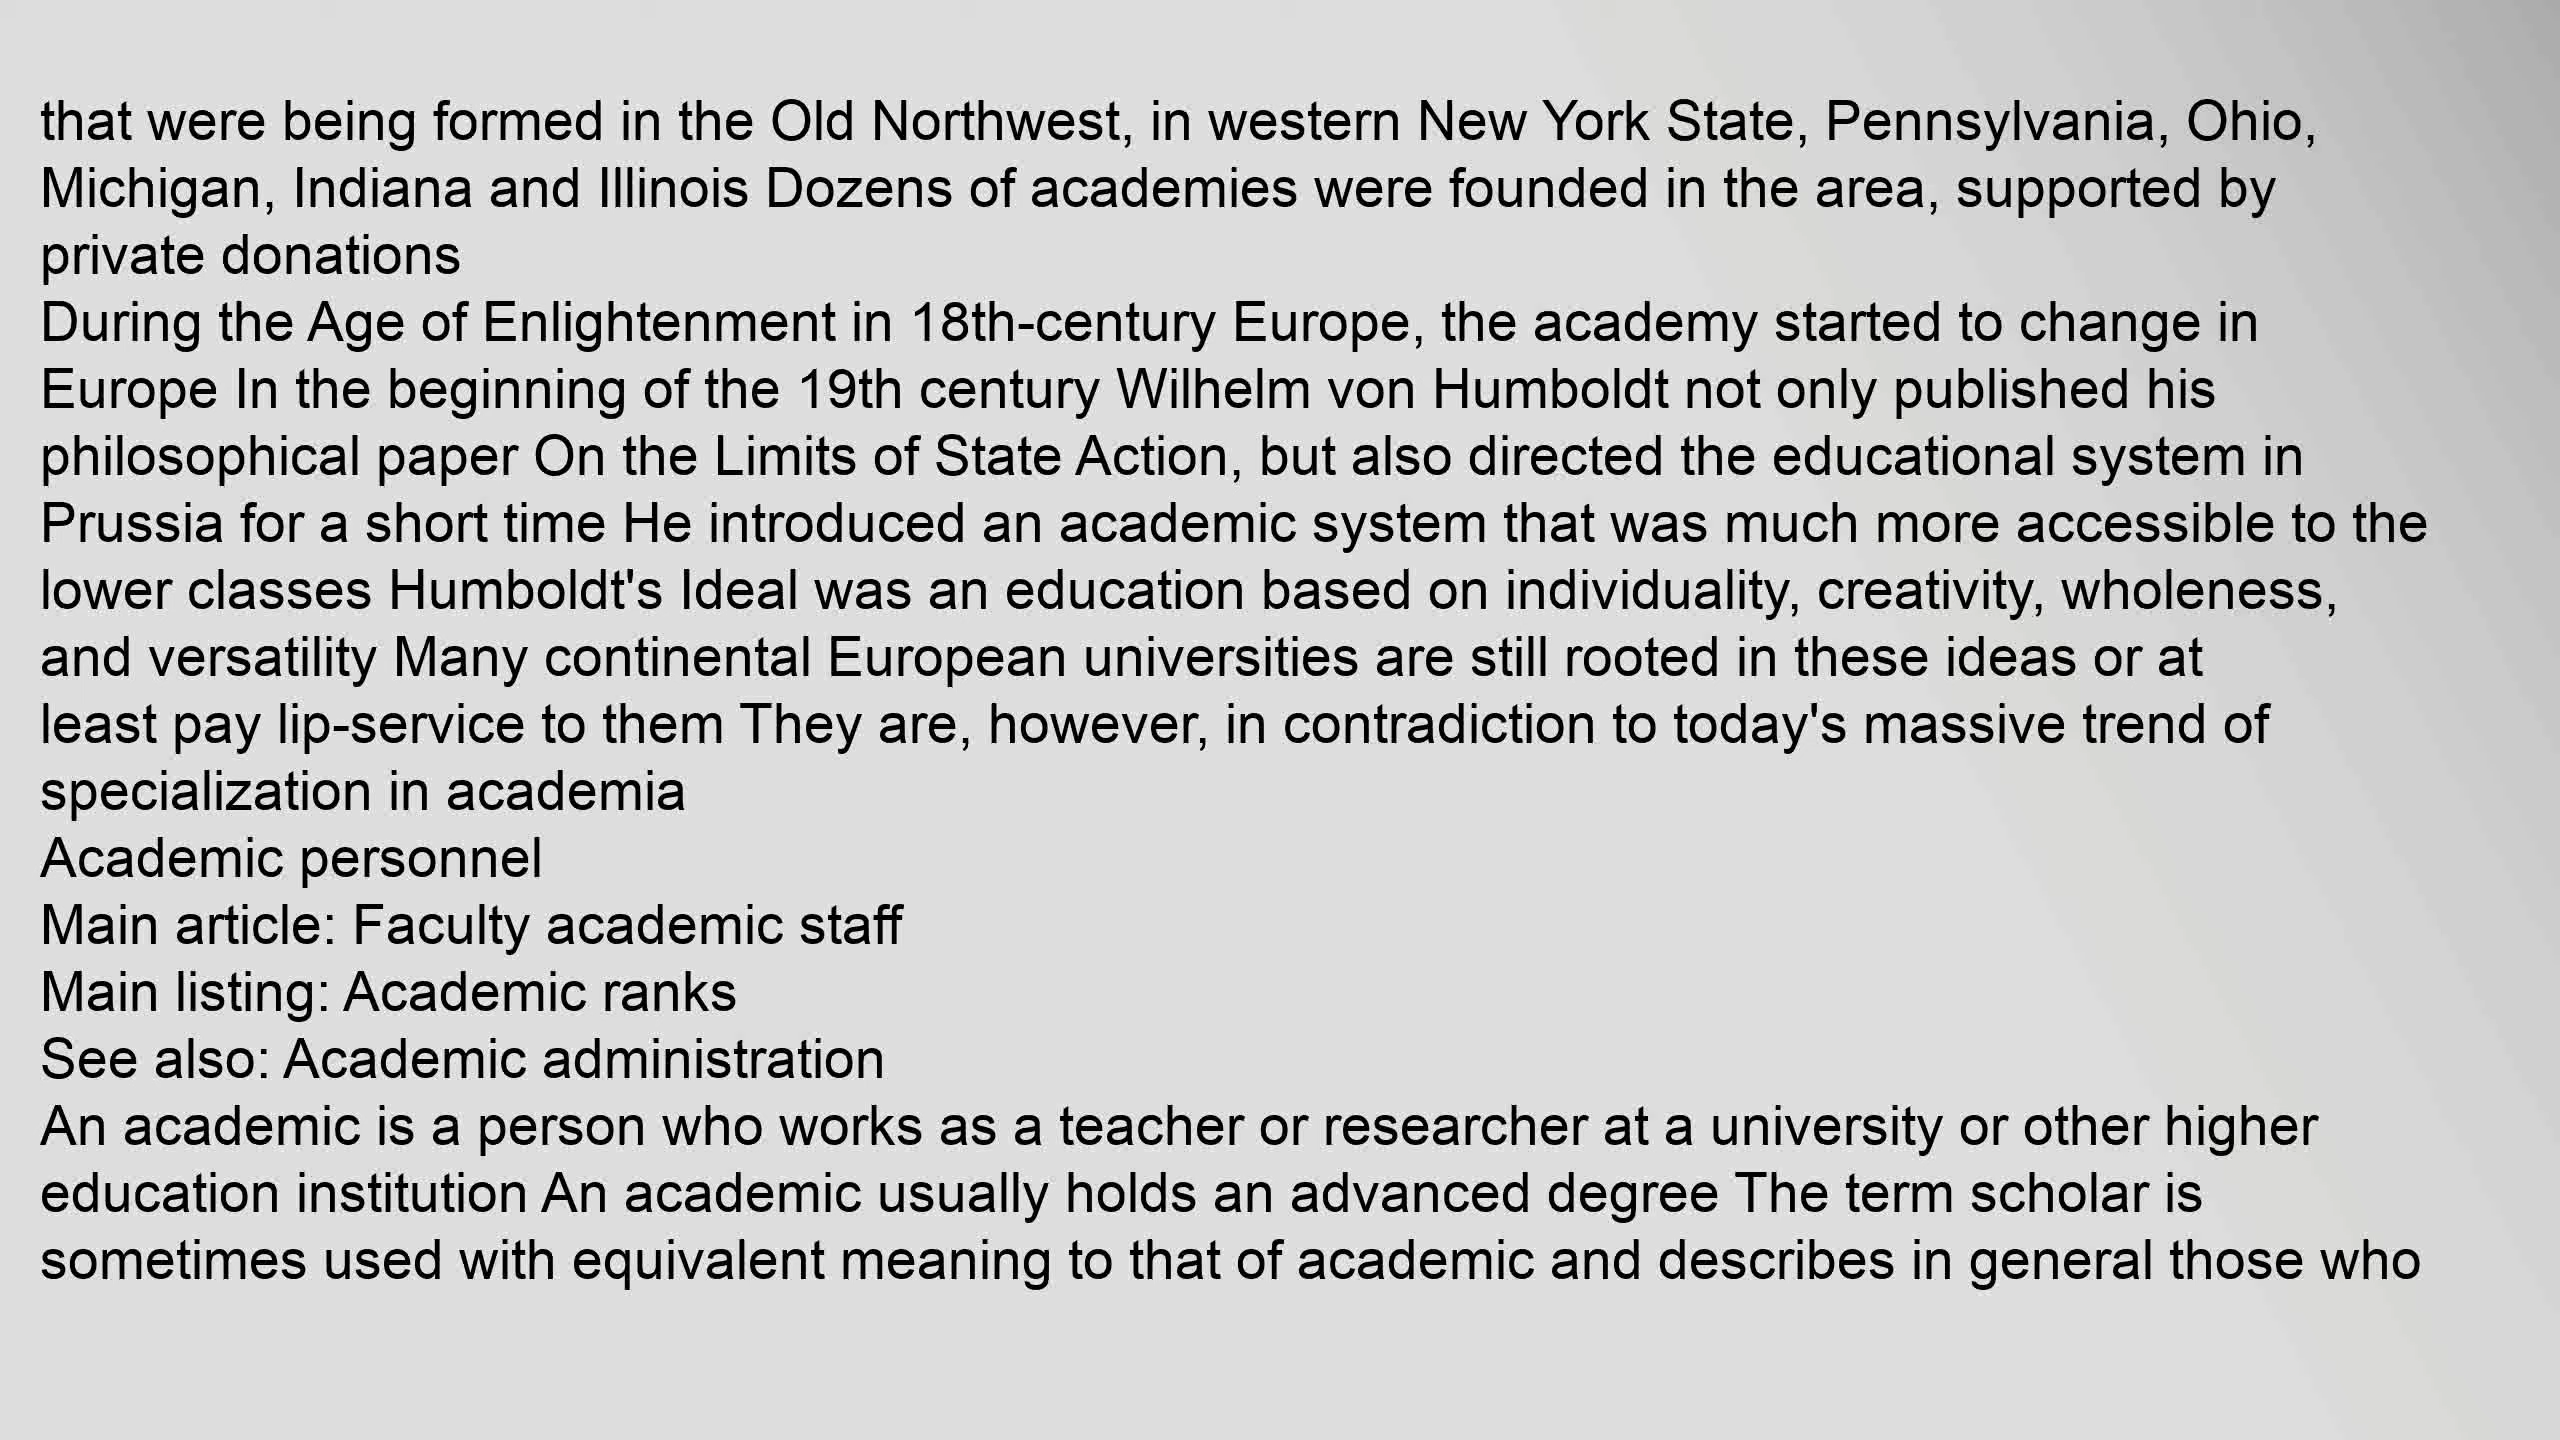 that were being formed in the Old Northwest, in western New York State, Pennsylvania, Ohio,
Michigan, Indiana and Illinois Dozens of academies were founded in the area, supported by
private donations
During the Age of Enlightenment in 18th-century Europe, the academy started to change in
Europe In the beginning of the 19th century Wilhelm von Humboldt not only published his
philosophical paper On the Limits of State Action, but also directed the educational system in
Prussia for a short time He introduced an academic system that was much more accessible to the
lower classes Humboldt's Ideal was an education based on individuality, creativity, wholeness,
and versatility Many continental European universities are still rooted in these ideas or at
least pay lip-service to them They are, however, in contradiction to today's massive trend of
specialization in academia
Academic personnel
Main article: Faculty academic staff
Main listing: Academic ranks
See also: Academic administration
An academic is a person who works as a teacher or researcher at a university or other higher
education institution An academic usually holds an advanced degree The term scholar is
sometimes used with equivalent meaning to that of academic and describes in general those who